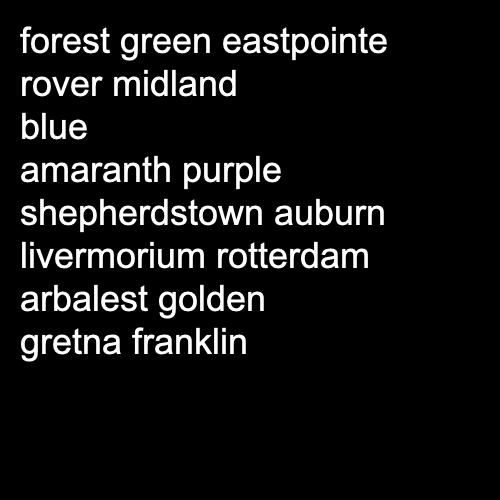 forest green eastpointe
rover midland
blue
amaranth purple
shepherdstown auburn
livermorium rotterdam
arbalest golden
gretna franklin